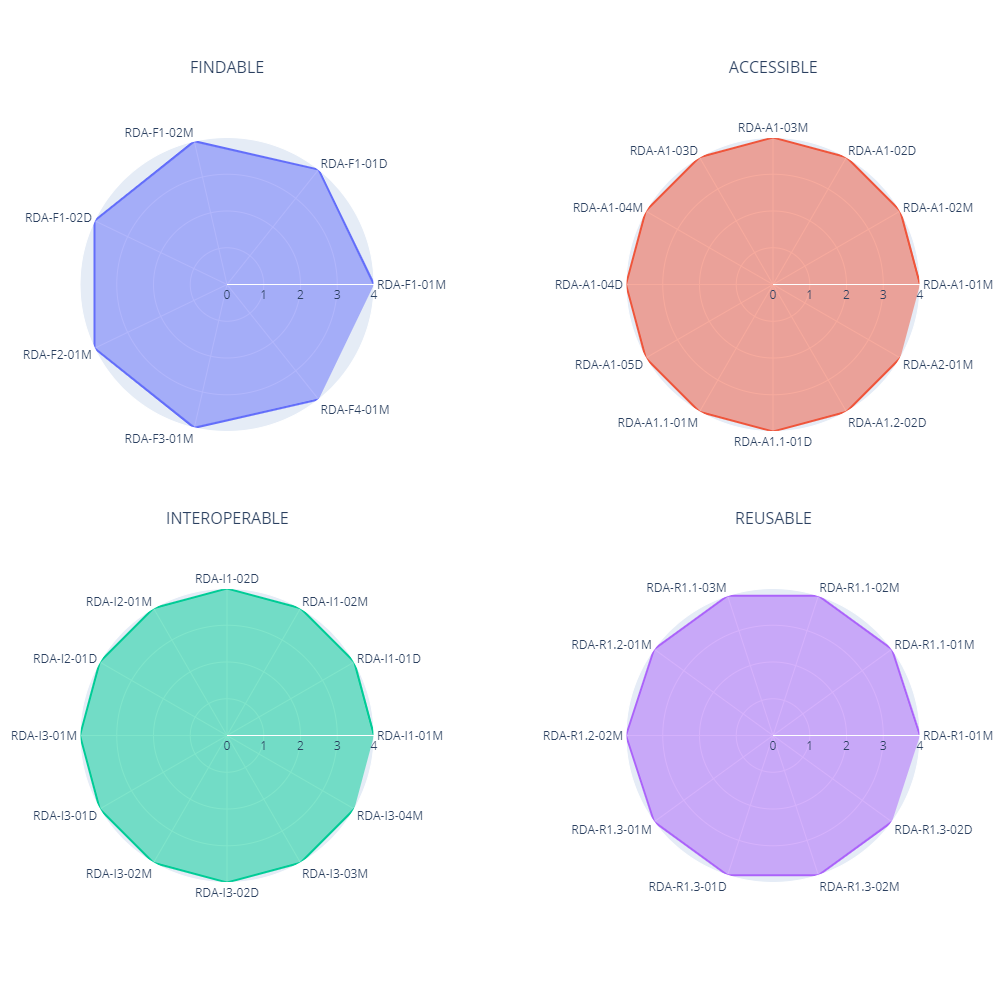 FINDABLE
ACCESSIBLE
RDA-F1-02M
RDA-F1-01D
RDA-F1-02D
0 1 2 3 4
RDA-F1-01M
RDA-F2-01M
RDA-F4-01M
RDA-F3-01M
RDA-A1-03M
RDA-A1-03D
RDA-A1-02D
RDA-A1-04M
RDA-A1-02M
RDA-A1-04D
0 1 2 3 4
RDA-A1-01M
RDA-A1-05D
RDA-A2-01M
RDA-A1.1-01M
RDA-A1.2-02D
RDA-A1.1-01D
INTEROPERABLE
REUSABLE
RDA-I1-02D
RDA-I2-01M
RDA-I1-02M
RDA-I2-01D
RDA-I1-01D
RDA-I3-01M
0 1 2 3 4
RDA-I1-01M
RDA-I3-01D
RDA-I3-04M
RDA-I3-02M
RDA-I3-03M
RDA-I3-02D
RDA-R1.1-03M
RDA-R1.1-02M
RDA-R1.2-01M
RDA-R1.1-01M
RDA-R1.2-02M
0 1 2 3 4
RDA-R1-01M
RDA-R1.3-01M
RDA-R1.3-02D
RDA-R1.3-01D
RDA-R1.3-02M